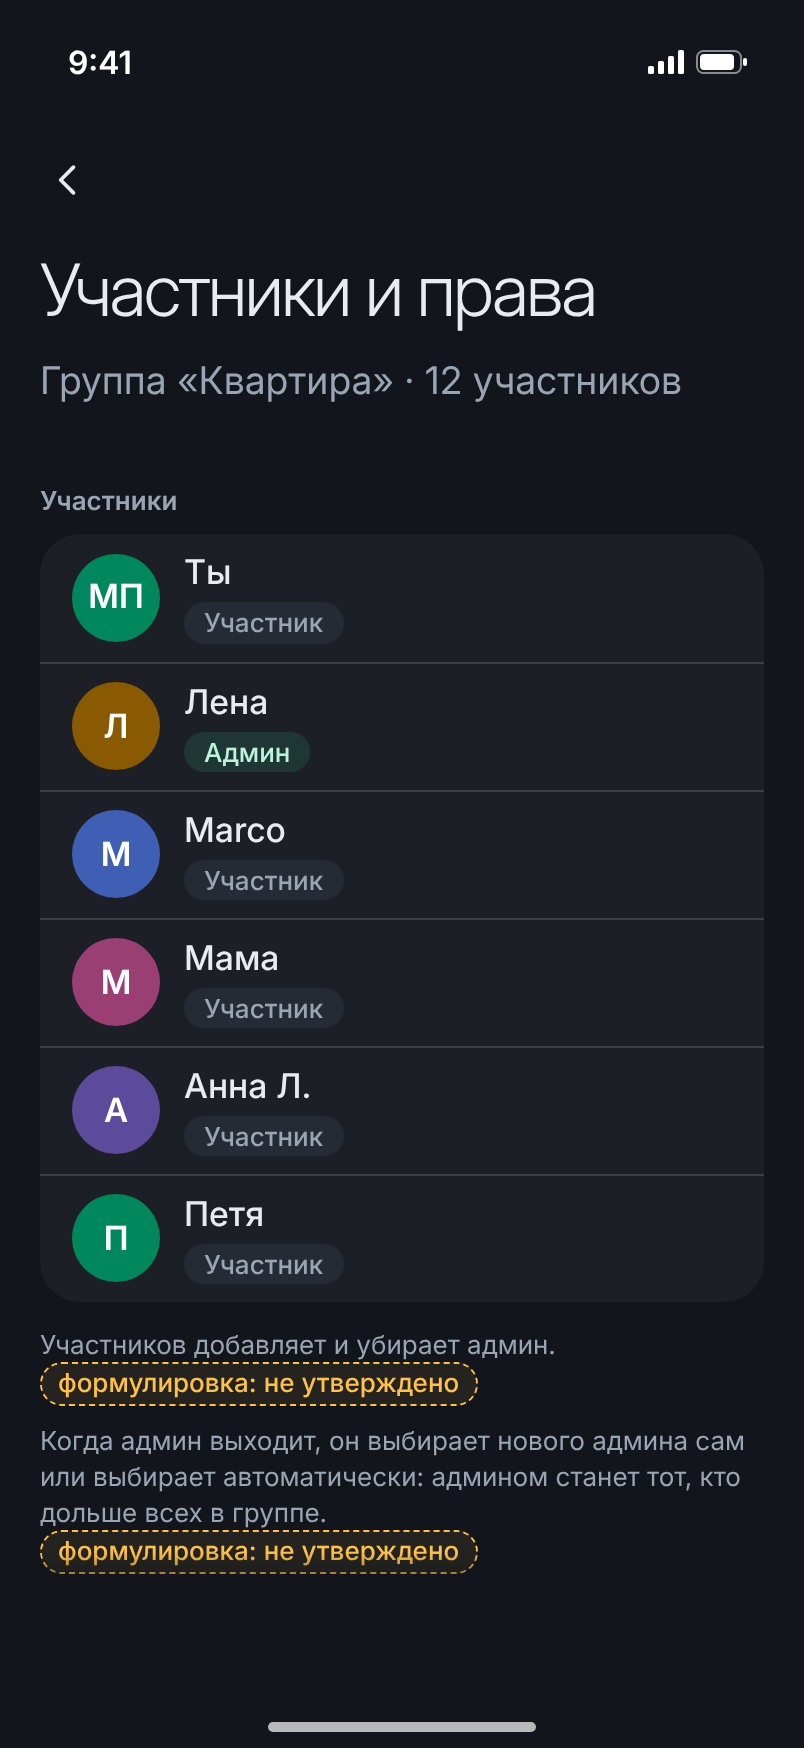 9:41
Участники и права
Группа «Квартира» · 12 участников
Участники
МП
Ты
Участник
Л
Лена
Админ
M
Marco
Участник
М
Мама
Участник
А
Анна Л.
Участник
П
Петя
Участник
Участников добавляет и убирает админ.
формулировка: не утверждено
Когда админ выходит, он выбирает нового админа сам
или выбирает автоматически: админом станет тот, кто
дольше всех в группе.
формулировка: не утверждено